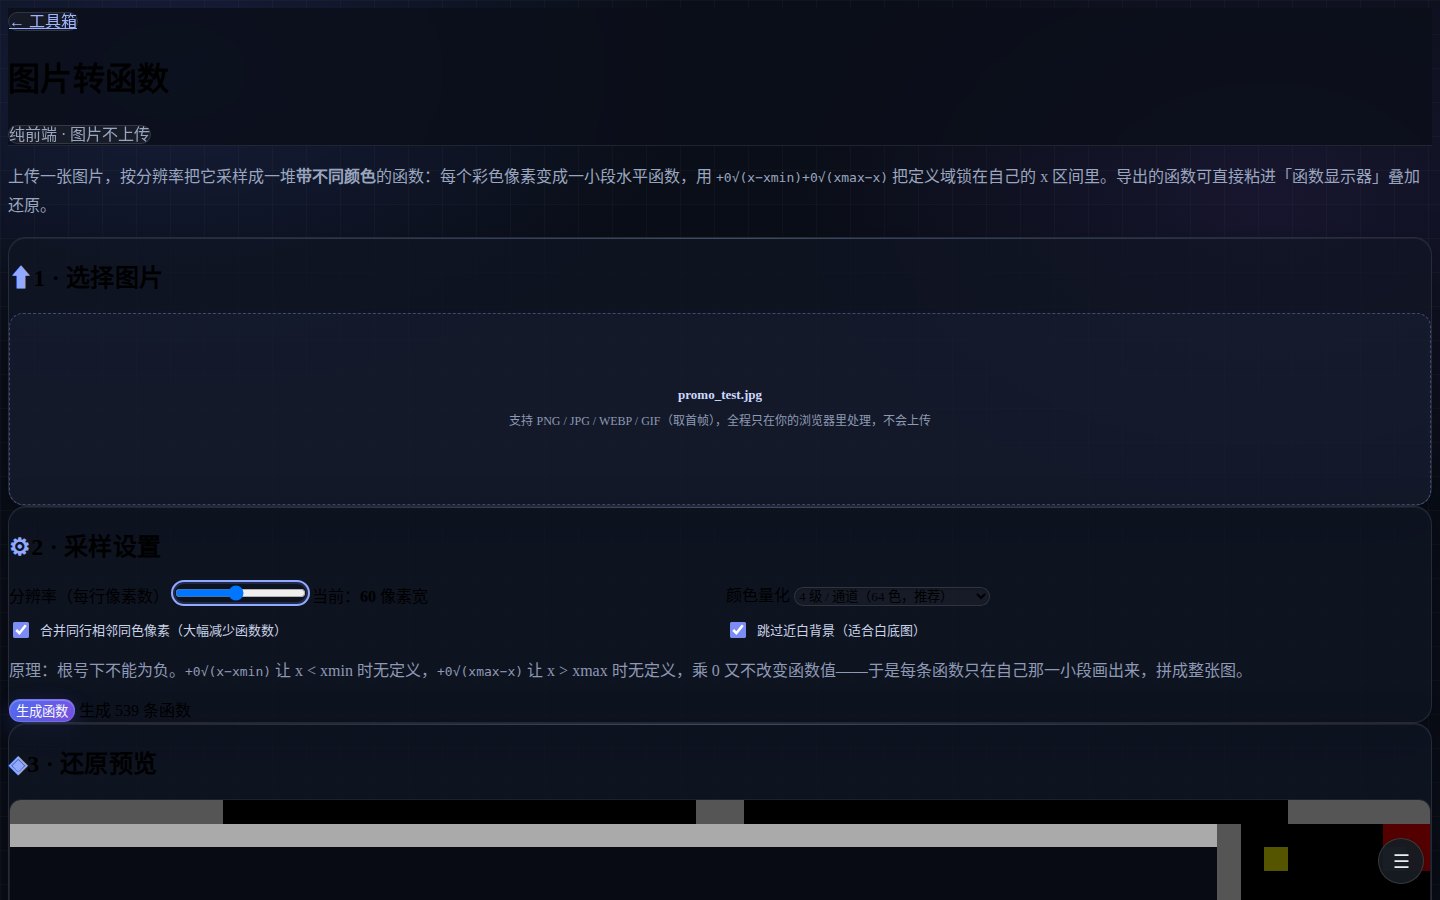 ← 工具箱
图片转函数
纯前端 · 图片不上传
上传一张图片，按分辨率把它采样成一堆带不同颜色的函数：每个彩色像素变成一小段水平函数，用 +0√(x−xmin)+0√(xmax−x) 把定义域锁在自己的 x 区间里。导出的函数可直接粘进「函数显示器」叠加
还原。
⬆1 · 选择图片
promo_test.jpg
支持 PNG / JPG / WEBP / GIF（取首帧），全程只在你的浏览器里处理，不会上传
⚙2 · 采样设置
分辨率（每行像素数） 当前：60 像素宽
颜色量化 4 级 / 通道（64 色，推荐）
合并同行相邻同色像素（大幅减少函数数）
跳过近白背景（适合白底图）
原理：根号下不能为负。+0√(x−xmin) 让 x < xmin 时无定义，+0√(xmax−x) 让 x > xmax 时无定义，乘 0 又不改变函数值——于是每条函数只在自己那一小段画出来，拼成整张图。
生成函数 生成 539 条函数
◈3 · 还原预览
☰